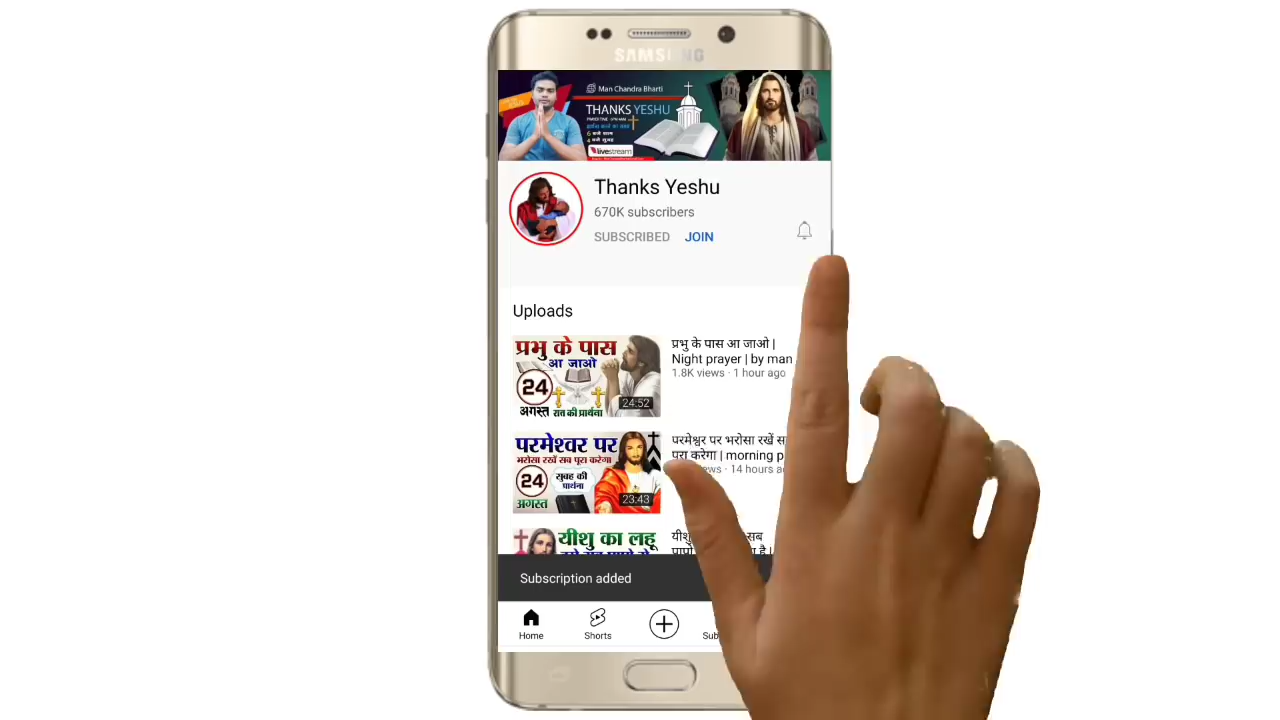 SAMSUNG
Man Chandra Bharti
THANKS YESHU
livestream
Thanks Yeshu
670K subscribers
SUBSCRIBED JOIN
Uploads
प्रभु के पास
आ जाओ
24
अगस्त रात की प्रार्थना
24:52
प्रभु के पास आ जाओ |
Night prayer | by man
1.8K views · 1 hour ago
परमेश्वर पर
भरोसा रखें सब पूरा करेगा
24
सुबह की
प्रार्थना
अगस्त
23:43
परमेश्वर भर भरोसा रखें
पूरा करेगा | morning
14 hours
यीशु का लहू
यीशु सब
Subscription added
Home
Shorts